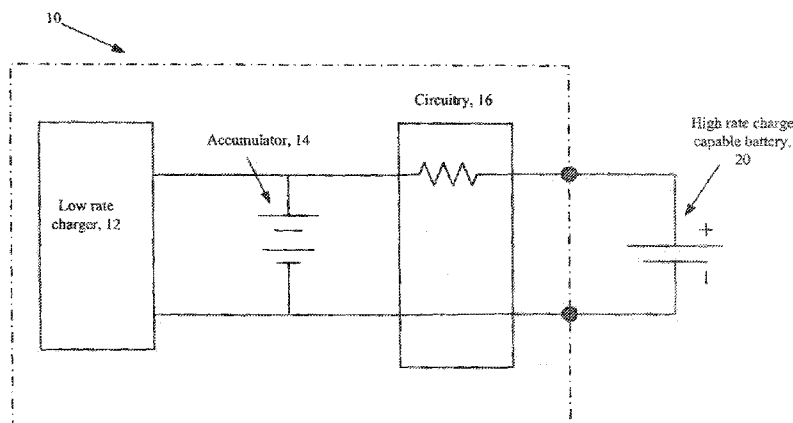 10
Circuitry, 16
High rate charge
capable battery,
20
Accumulator, 14
Low rate
charger, 12
+